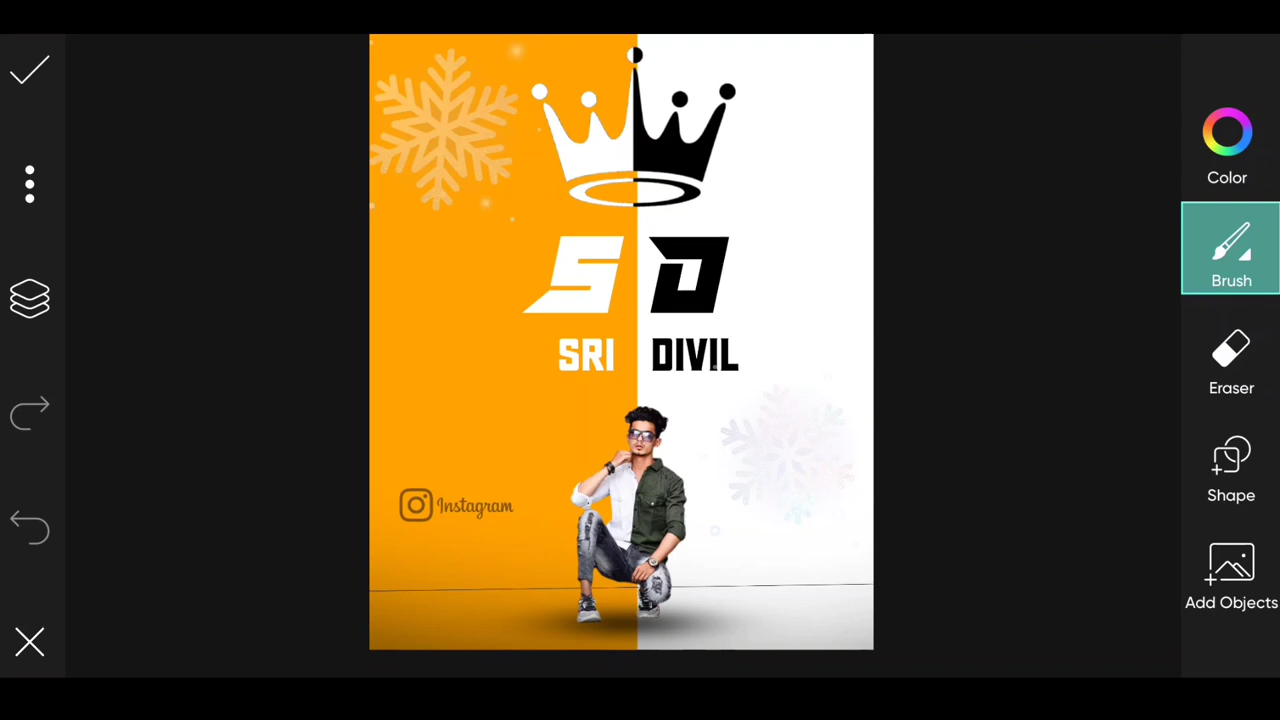 S D
SRI DIVIL
Instagram
Color
Brush
Eraser
Shape
Add Objects